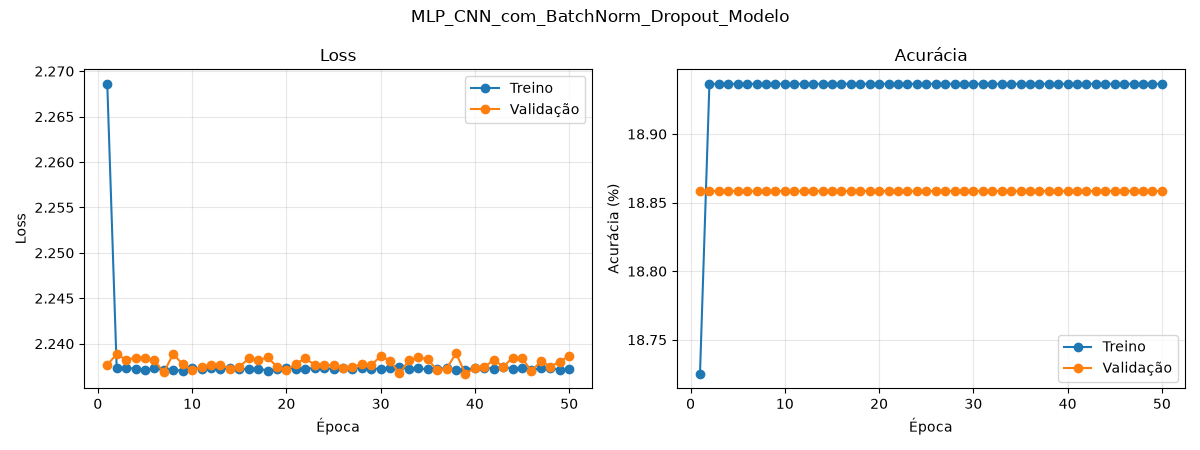 MLP_CNN_com_BatchNorm_Dropout_Modelo
Loss
2.270
2.265
2.260
2.255
2.250
2.245
2.240
Loss
0
10
20
30
40
50
Época
Treino
Validação
Acurácia
18.90
18.85
18.80
18.75
Acurácia (%)
0
10
20
30
40
50
Época
Treino
Validação